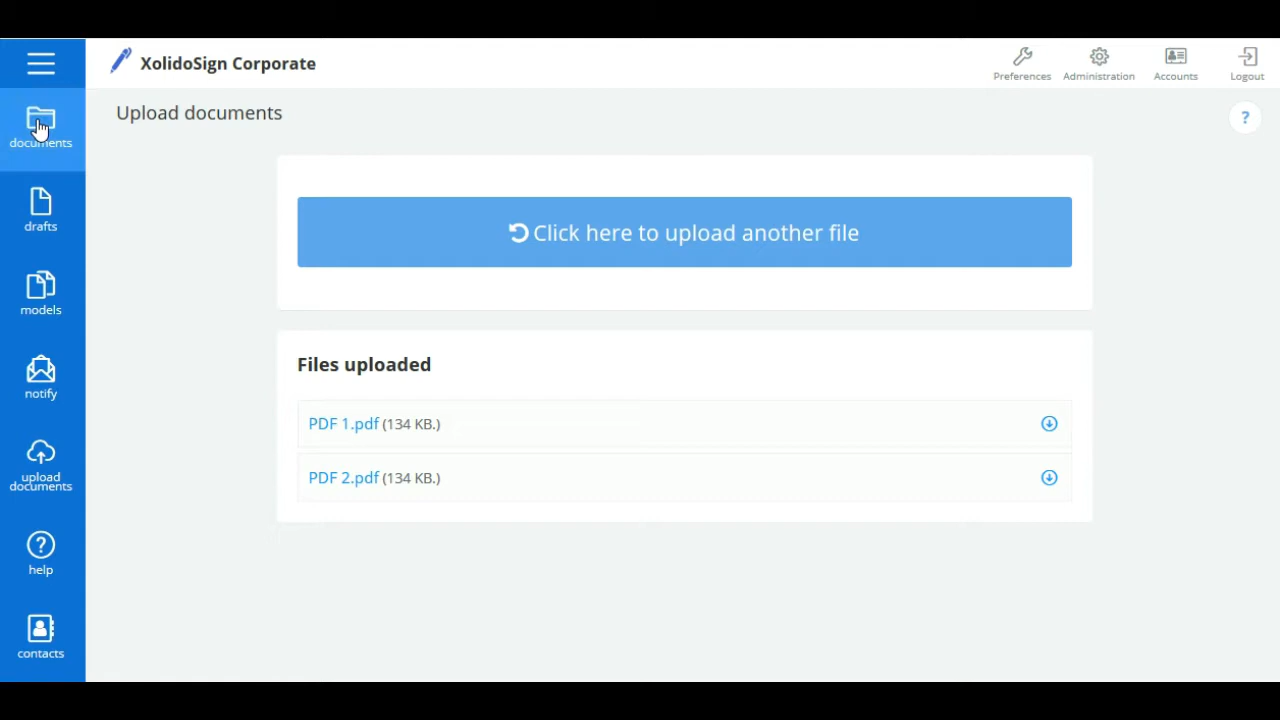 XolidoSign Corporate
Preferences
Administration
Accounts
Logout
documents
drafts
models
notify
upload
documents
help
contacts
Upload documents
?
Click here to upload another file
Files uploaded
PDF 1.pdf (134 KB.)
PDF 2.pdf (134 KB.)